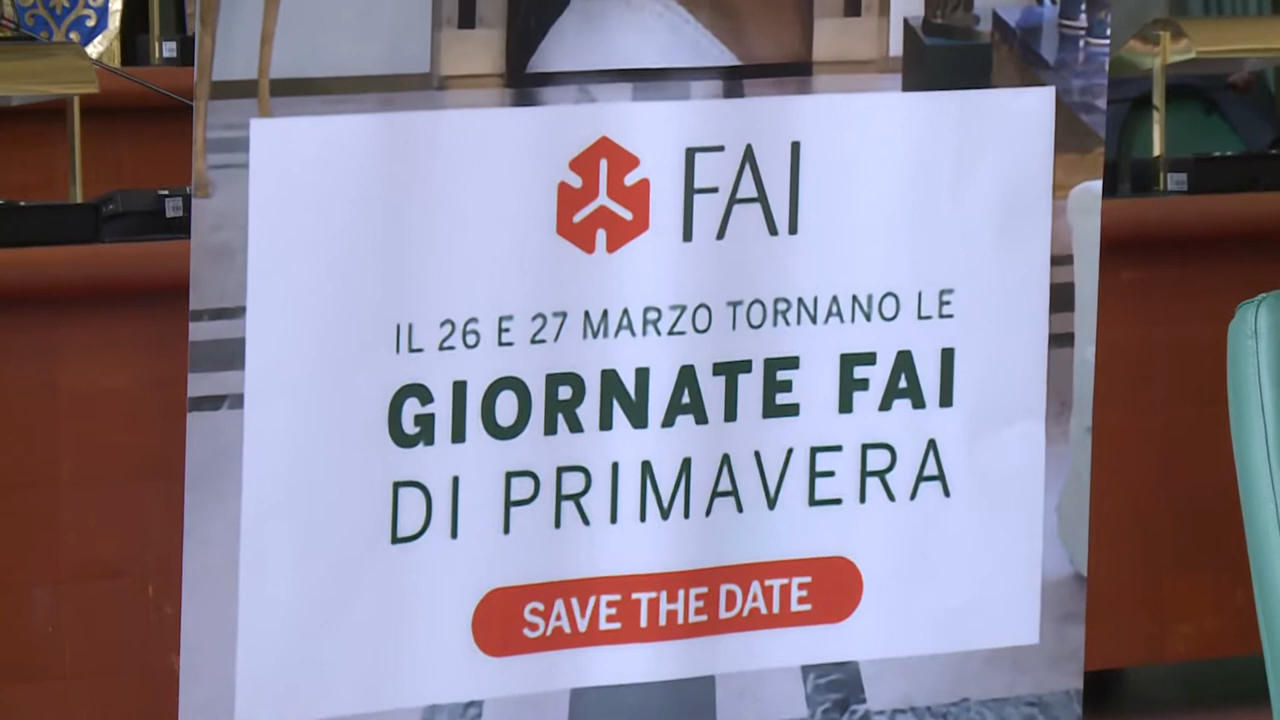 FAI
IL 26 E 27 MARZO TORNANO LE
GIORNATE FAI
DI PRIMAVERA
SAVE THE DATE